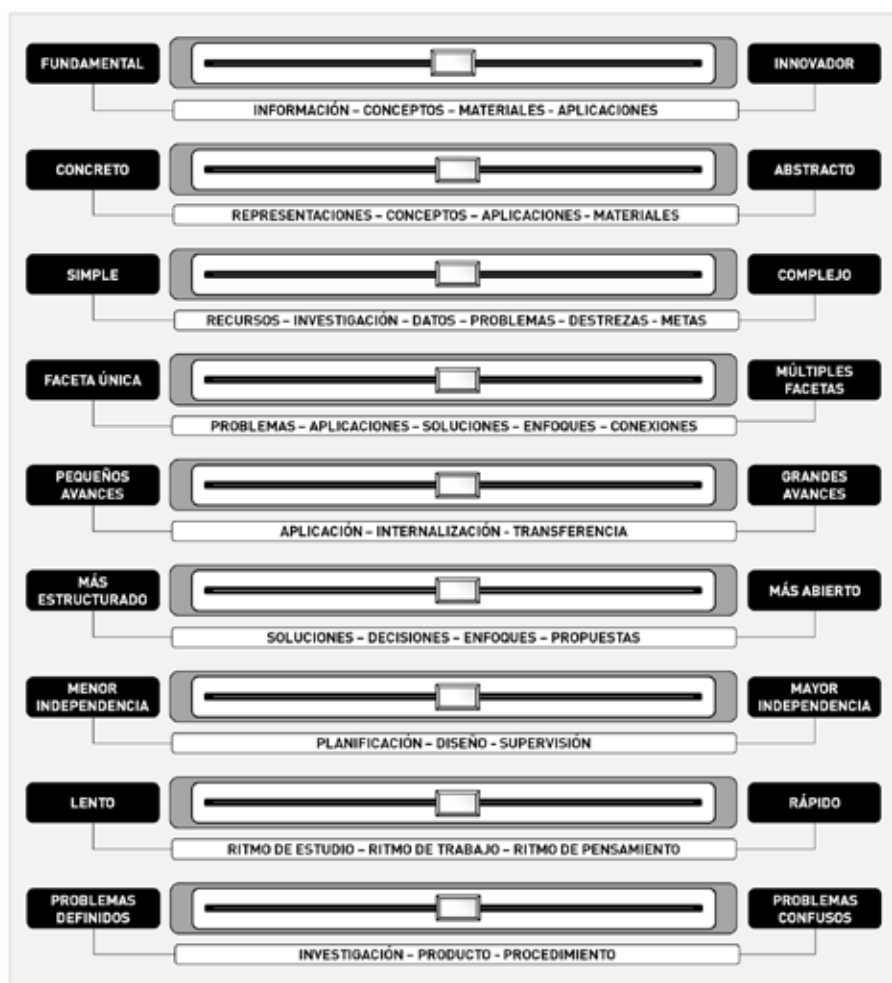 FUNDAMENTAL
INNOVADOR
INFORMACIÓN – CONCEPTOS – MATERIALES - APLICACIONES
CONCRETO
ABSTRACTO
REPRESENTACIONES – CONCEPTOS – APLICACIONES - MATERIALES
SIMPLE
COMPLEJO
RECURSOS – INVESTIGACIÓN – DATOS – PROBLEMAS – DESTREZAS - METAS
FACETA ÚNICA
MÚLTIPLES
FACETAS
PROBLEMAS – APLICACIONES – SOLUCIONES – ENFOQUES – CONEXIONES
PEQUEÑOS
AVANCES
GRANDES
AVANCES
APLICACIÓN – INTERNALIZACIÓN - TRANSFERENCIA
MÁS
ESTRUCTURADO
MÁS ABIERTO
SOLUCIONES – DECISIONES – ENFOQUES – PROPUESTAS
MENOR
INDEPENDENCIA
MAYOR
INDEPENDENCIA
PLANIFICACIÓN – DISEÑO - SUPERVISIÓN
LENTO
RÁPIDO
RITMO DE ESTUDIO – RITMO DE TRABAJO – RITMO DE PENSAMIENTO
PROBLEMAS
DEFINIDOS
PROBLEMAS
CONFUSOS
INVESTIGACIÓN – PRODUCTO - PROCEDIMIENTO